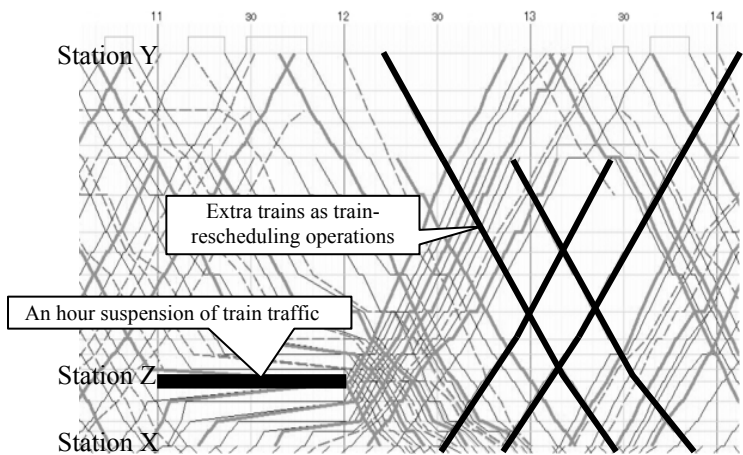 11 30 12 30 13 30 14
Station Y
Extra trains as train-
rescheduling operations
An hour suspension of train traffic
Station Z
Station X